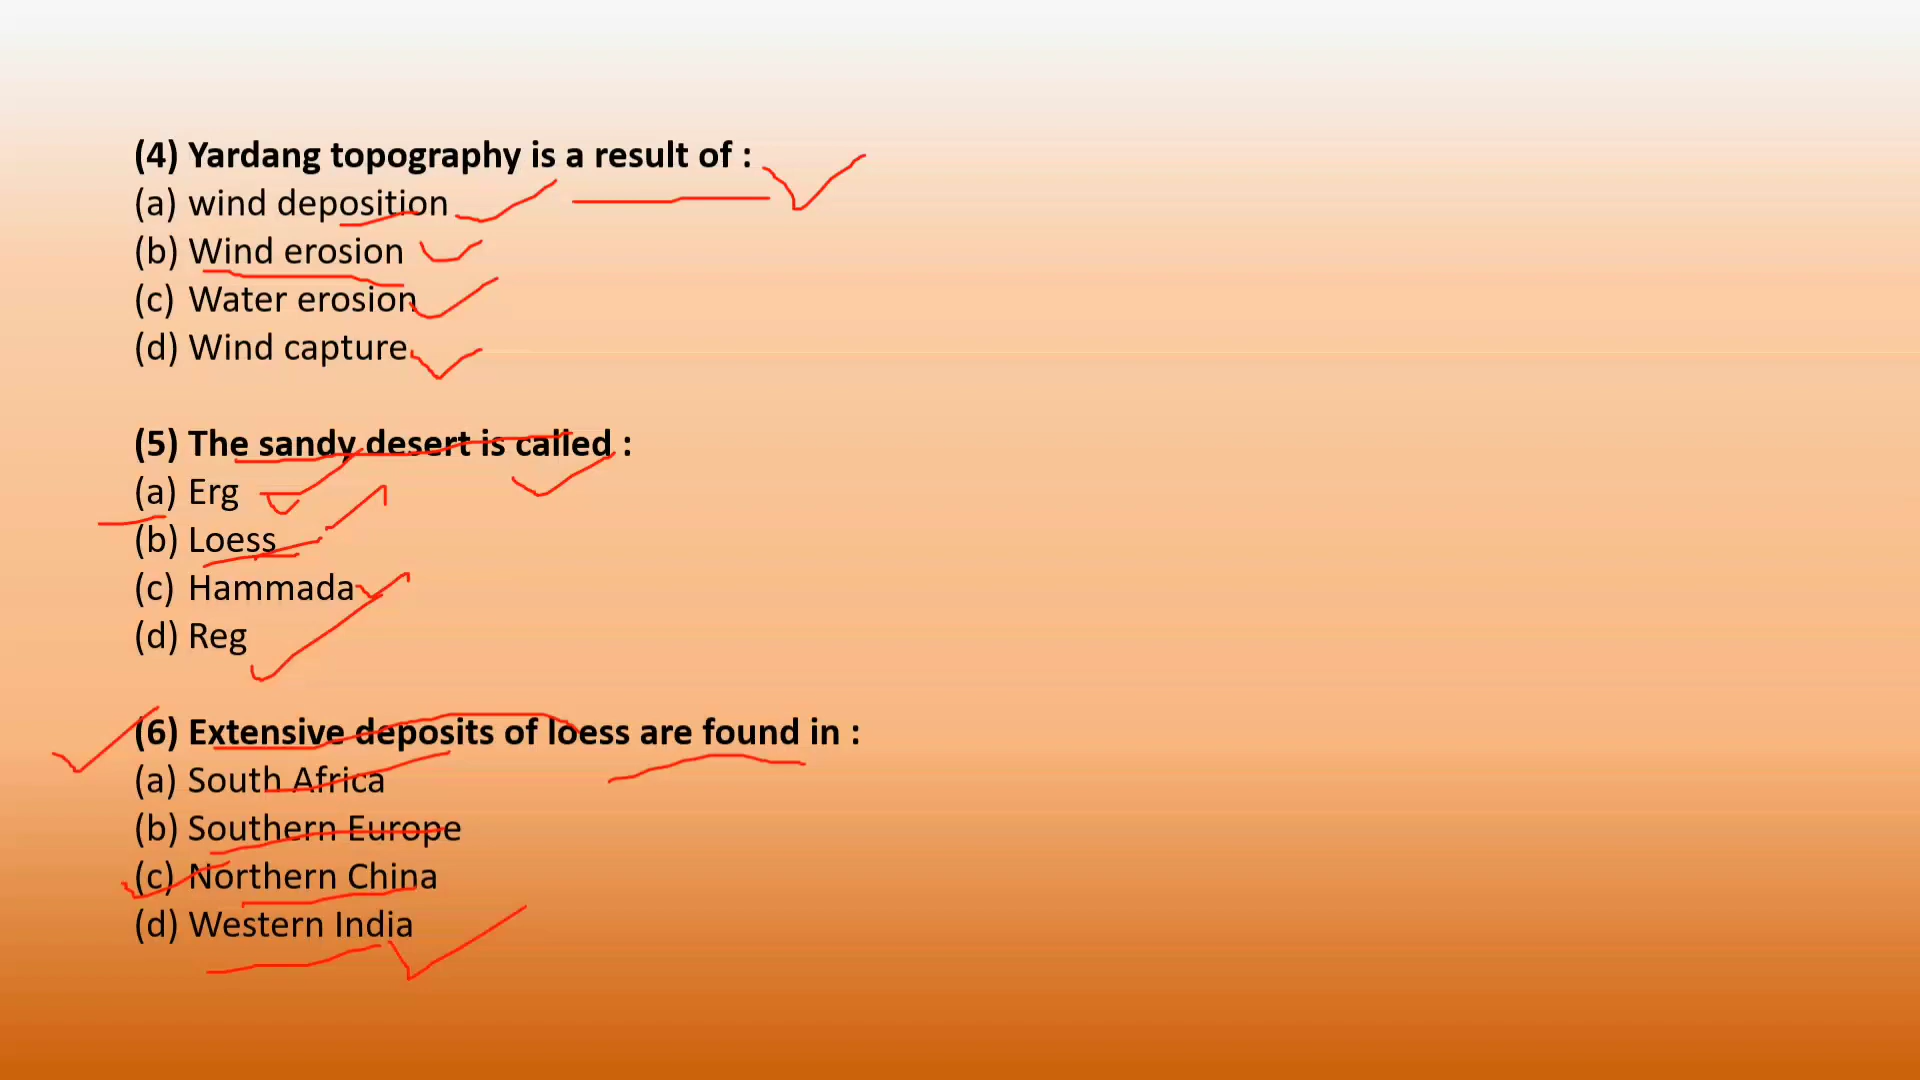 (4) Yardang topography is a result of :
(a) wind deposition
(b) Wind erosion
(c) Water erosion
(d) Wind capture
(5) The sandy desert is called :
(a) Erg
(b) Loess
(c) Hammada
(d) Reg
(6) Extensive deposits of loess are found in :
(a) South Africa
(b) Southern Europe
(c) Northern China
(d) Western India